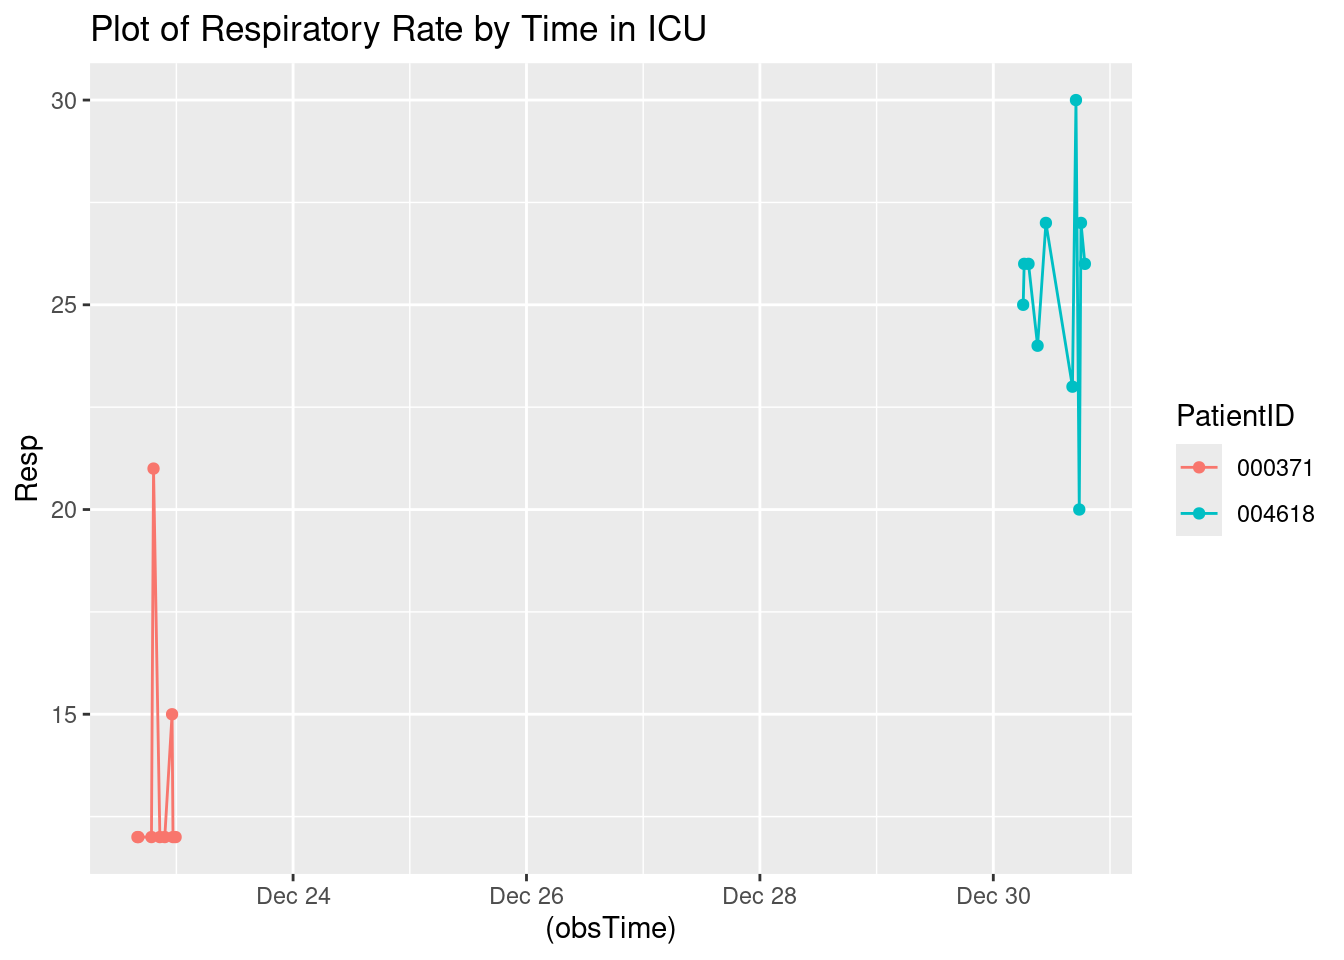 Plot of Respiratory Rate by Time in ICU
30
25
20
15
Resp
Dec 24
Dec 26
Dec 28
Dec 30
(obsTime)
PatientID
000371
004618